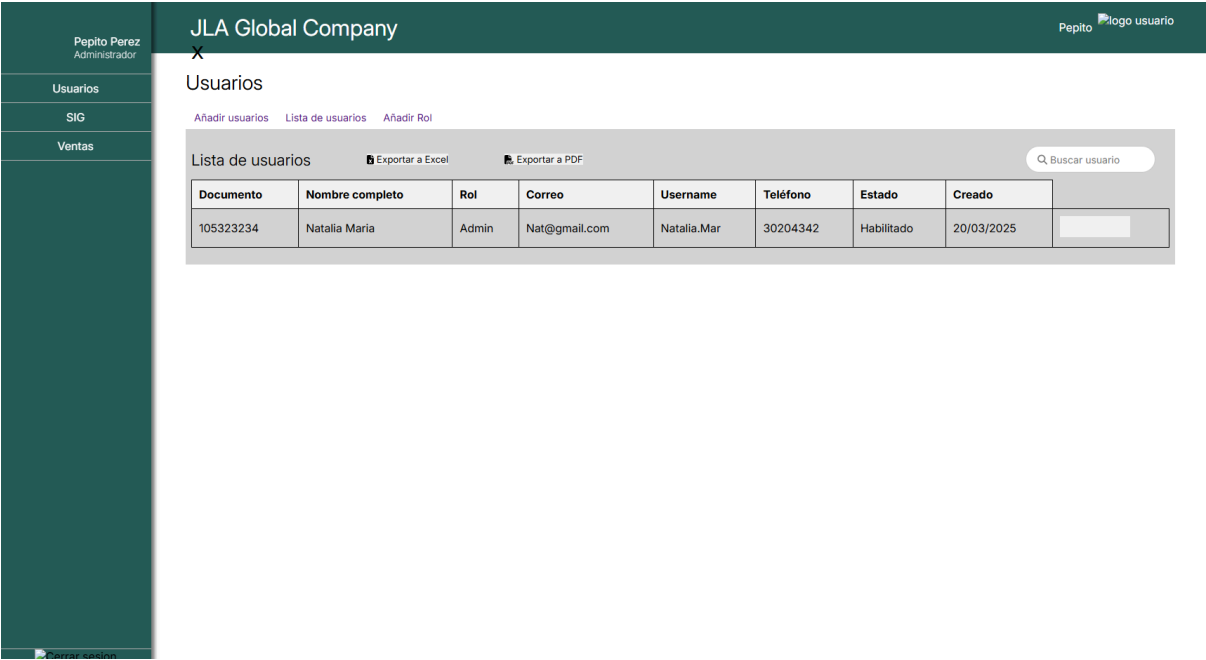 Pepito Perez
Administrador
Usuarios
SIG
Ventas
Cerrar sesion
JLA Global Company
X
Pepito logo usuario
Usuarios
Añadir usuarios Lista de usuarios Añadir Rol
Lista de usuarios Exportar a Excel Exportar a PDF Buscar usuario
Documento Nombre completo Rol Correo Username Teléfono Estado Creado
105323234 Natalia Maria Admin Nat@gmail.com Natalia.Mar 30204342 Habilitado 20/03/2025